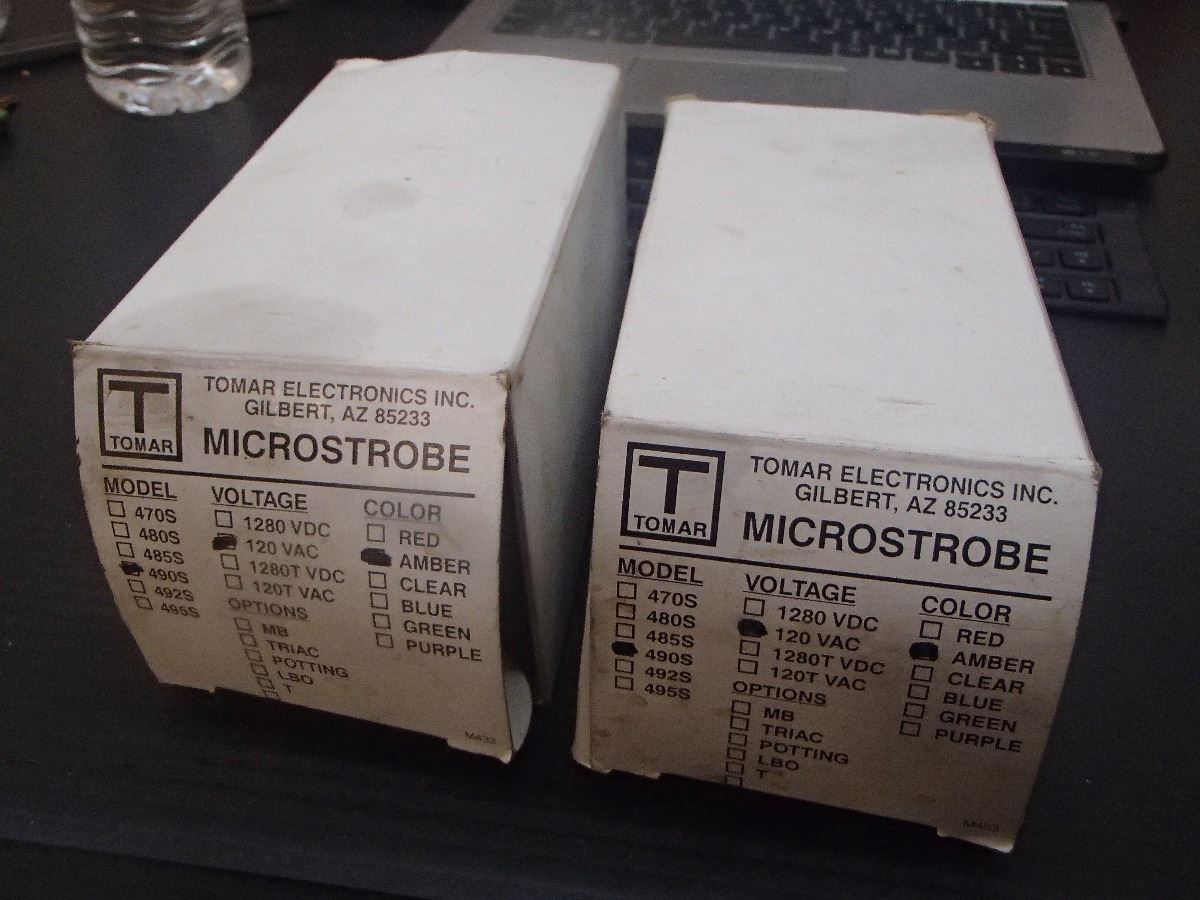 T
TOMAR
TOMAR ELECTRONICS INC.
GILBERT, AZ 85233
MICROSTROBE
MODEL
470S
480S
485S
490S
492S
495S
VOLTAGE
1280 VDC
120 VAC
1280T VDC
120T VAC
OPTIONS
MB
TRIAC
POTTING
LBO
T
COLOR
RED
AMBER
CLEAR
BLUE
GREEN
PURPLE
M433
T
TOMAR
TOMAR ELECTRONICS INC.
GILBERT, AZ 85233
MICROSTROBE
MODEL
470S
480S
485S
490S
492S
495S
VOLTAGE
1280 VDC
120 VAC
1280T VDC
120T VAC
OPTIONS
MB
TRIAC
POTTING
LBO
T
COLOR
RED
AMBER
CLEAR
BLUE
GREEN
PURPLE
M433